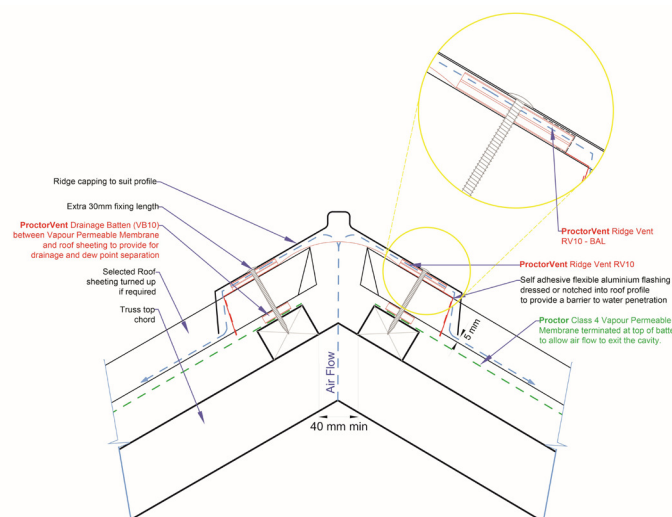 Ridge capping to suit profile
Extra 30mm fixing length
ProctorVent Drainage Batten (VB10)
between Vapour Permeable Membrane
and roof sheeting to provide for
drainage and dew point separation
Selected Roof
sheeting turned up
if required
Truss top
chord
Air Flow
40 mm min
ProctorVent Ridge Vent
RV10 - BAL
ProctorVent Ridge Vent RV10
Self adhesive flexible aluminium flashing
dressed or notched into roof profile
to provide a barrier to water penetration
5 mm
Proctor Class 4 Vapour Permeable
Membrane terminated at top of batte
to allow air flow to exit the cavity.